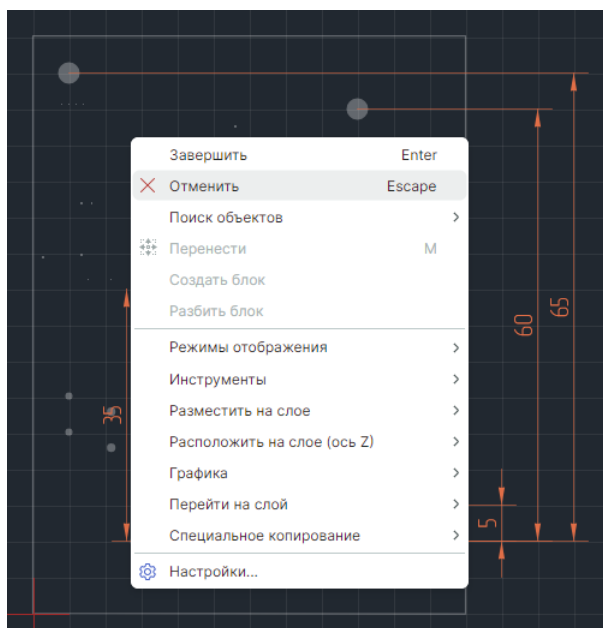 Завершить Enter
Отменить Escape
Поиск объектов
Перенести M
Создать блок
Разбить блок
Режимы отображения
Инструменты
Разместить на слое
Расположить на слое (ось Z)
Графика
Перейти на слой
Специальное копирование
Настройки...
35
5
60
65